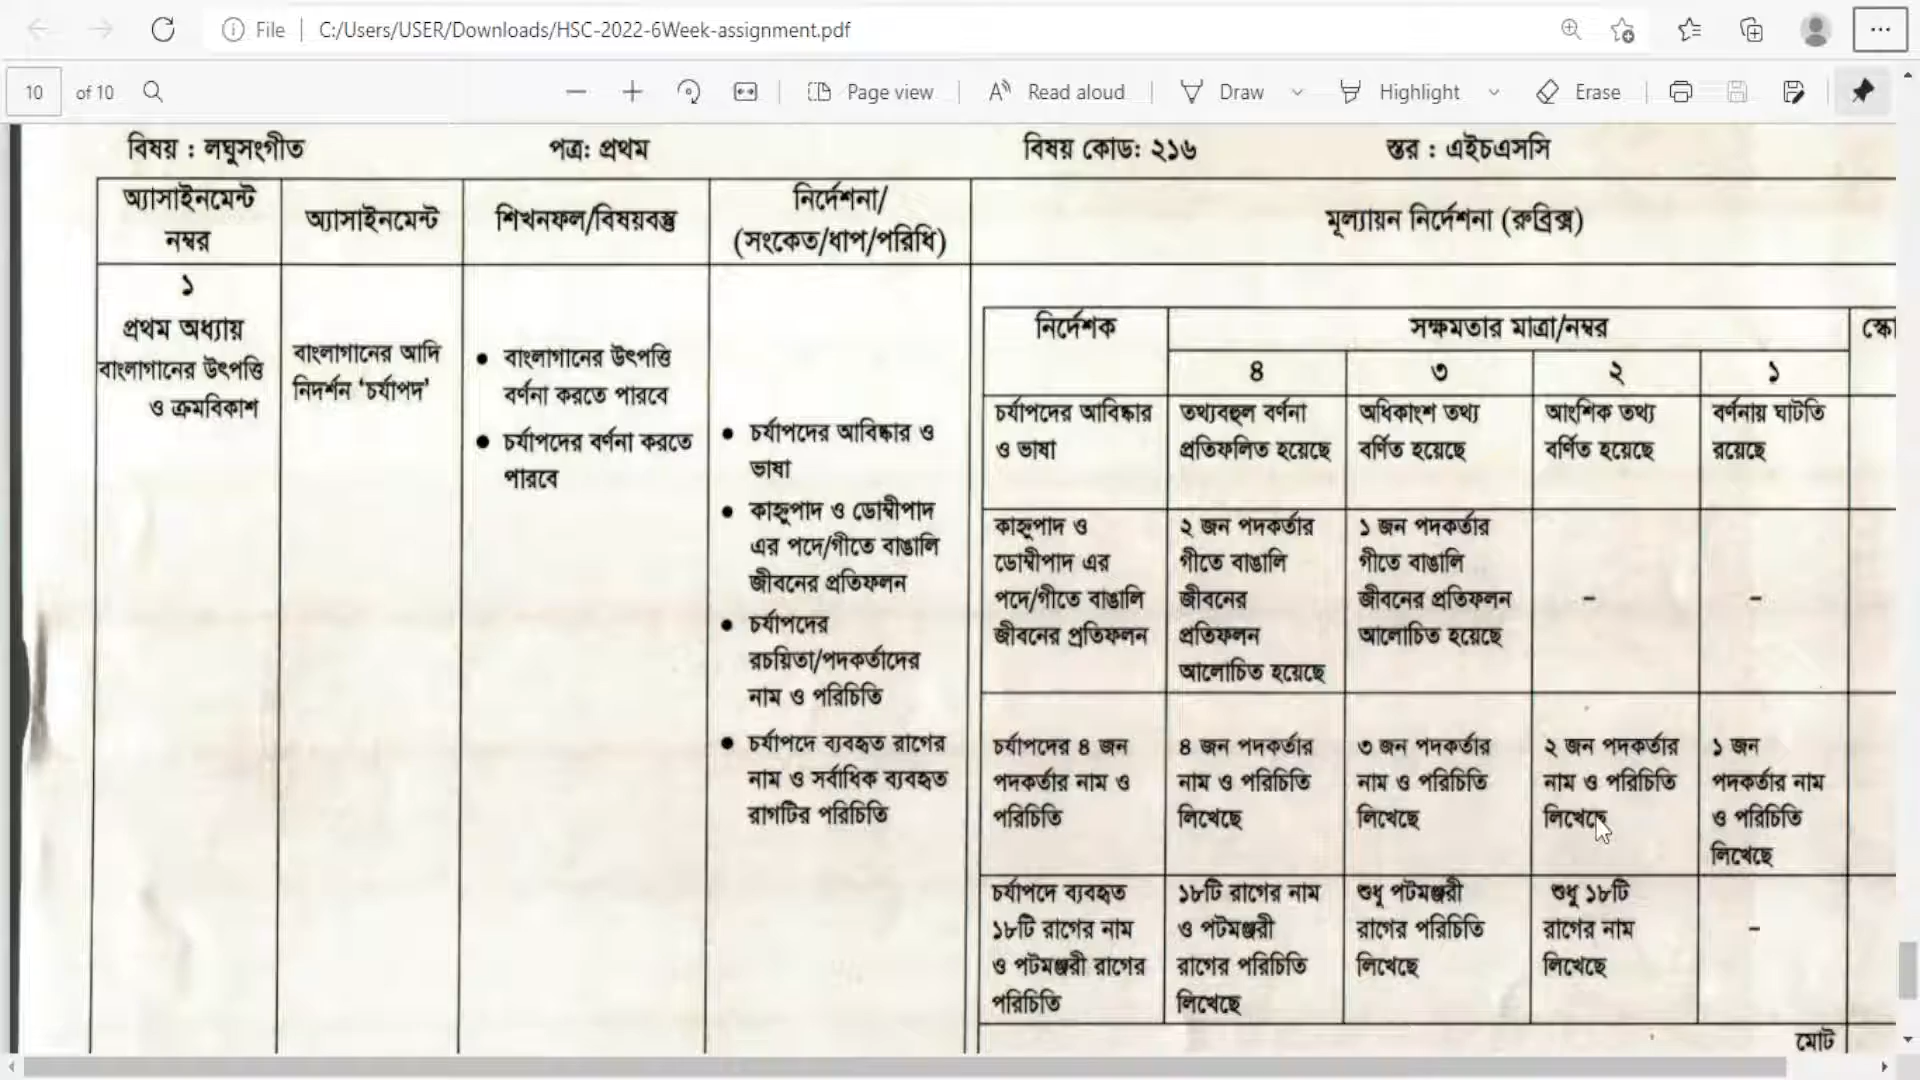 File
C:/Users/USER/Downloads/HSC-2022-6Week-assignment.pdf
10 of 10
Page view
Read aloud
Draw
Highlight
Erase
বিষয় : লঘুসংগীত
পত্র: প্রথম
বিষয় কোড: ২১৬
স্তর : এইচএসসি
অ্যাসাইনমেন্ট
নম্বর
অ্যাসাইনমেন্ট
শিখনফল/বিষয়বস্তু
নির্দেশনা/
(সংকেত/ধাপ/পরিধি)
মূল্যায়ন নির্দেশনা (রুব্রিক্স)
১
প্রথম অধ্যায়
বাংলাগানের উৎপত্তি
ও ক্রমবিকাশ
বাংলাগানের আদি
নিদর্শন ‘চর্যাপদ’
• বাংলাগানের উৎপত্তি
বর্ণনা করতে পারবে
• চর্যাপদের বর্ণনা করতে
পারবে
• চর্যাপদের আবিষ্কার ও
ভাষা
• কাহ্নুপাদ ও ডোম্বীপাদ
এর পদে/গীতে বাঙালি
জীবনের প্রতিফলন
• চর্যাপদের
রচয়িতা/পদকর্তাদের
নাম ও পরিচিতি
• চর্যাপদে ব্যবহৃত রাগের
নাম ও সর্বাধিক ব্যবহৃত
রাগটির পরিচিতি
নির্দেশক
সক্ষমতার মাত্রা/নম্বর
স্কো
৪
৩
২
১
চর্যাপদের আবিষ্কার
ও ভাষা
তথ্যবহুল বর্ণনা
প্রতিফলিত হয়েছে
অধিকাংশ তথ্য
বর্ণিত হয়েছে
আংশিক তথ্য
বর্ণিত হয়েছে
বর্ণনায় ঘাটতি
রয়েছে
কাহ্নুপাদ ও
ডোম্বীপাদ এর
পদে/গীতে বাঙালি
জীবনের প্রতিফলন
২ জন পদকর্তার
গীতে বাঙালি
জীবনের
প্রতিফলন
আলোচিত হয়েছে
১ জন পদকর্তার
গীতে বাঙালি
জীবনের প্রতিফলন
আলোচিত হয়েছে
-
-
চর্যাপদের ৪ জন
পদকর্তার নাম ও
পরিচিতি
৪ জন পদকর্তার
নাম ও পরিচিতি
লিখেছে
৩ জন পদকর্তার
নাম ও পরিচিতি
লিখেছে
২ জন পদকর্তার
নাম ও পরিচিতি
লিখেছে
১ জন
পদকর্তার নাম
ও পরিচিতি
লিখেছে
চর্যাপদে ব্যবহৃত
১৮টি রাগের নাম
ও পটমঞ্জরী রাগের
পরিচিতি
১৮টি রাগের নাম
ও পটমঞ্জরী
রাগের পরিচিতি
লিখেছে
শুধু পটমঞ্জরী
রাগের পরিচিতি
লিখেছে
শুধু ১৮টি
রাগের নাম
লিখেছে
-
মোট